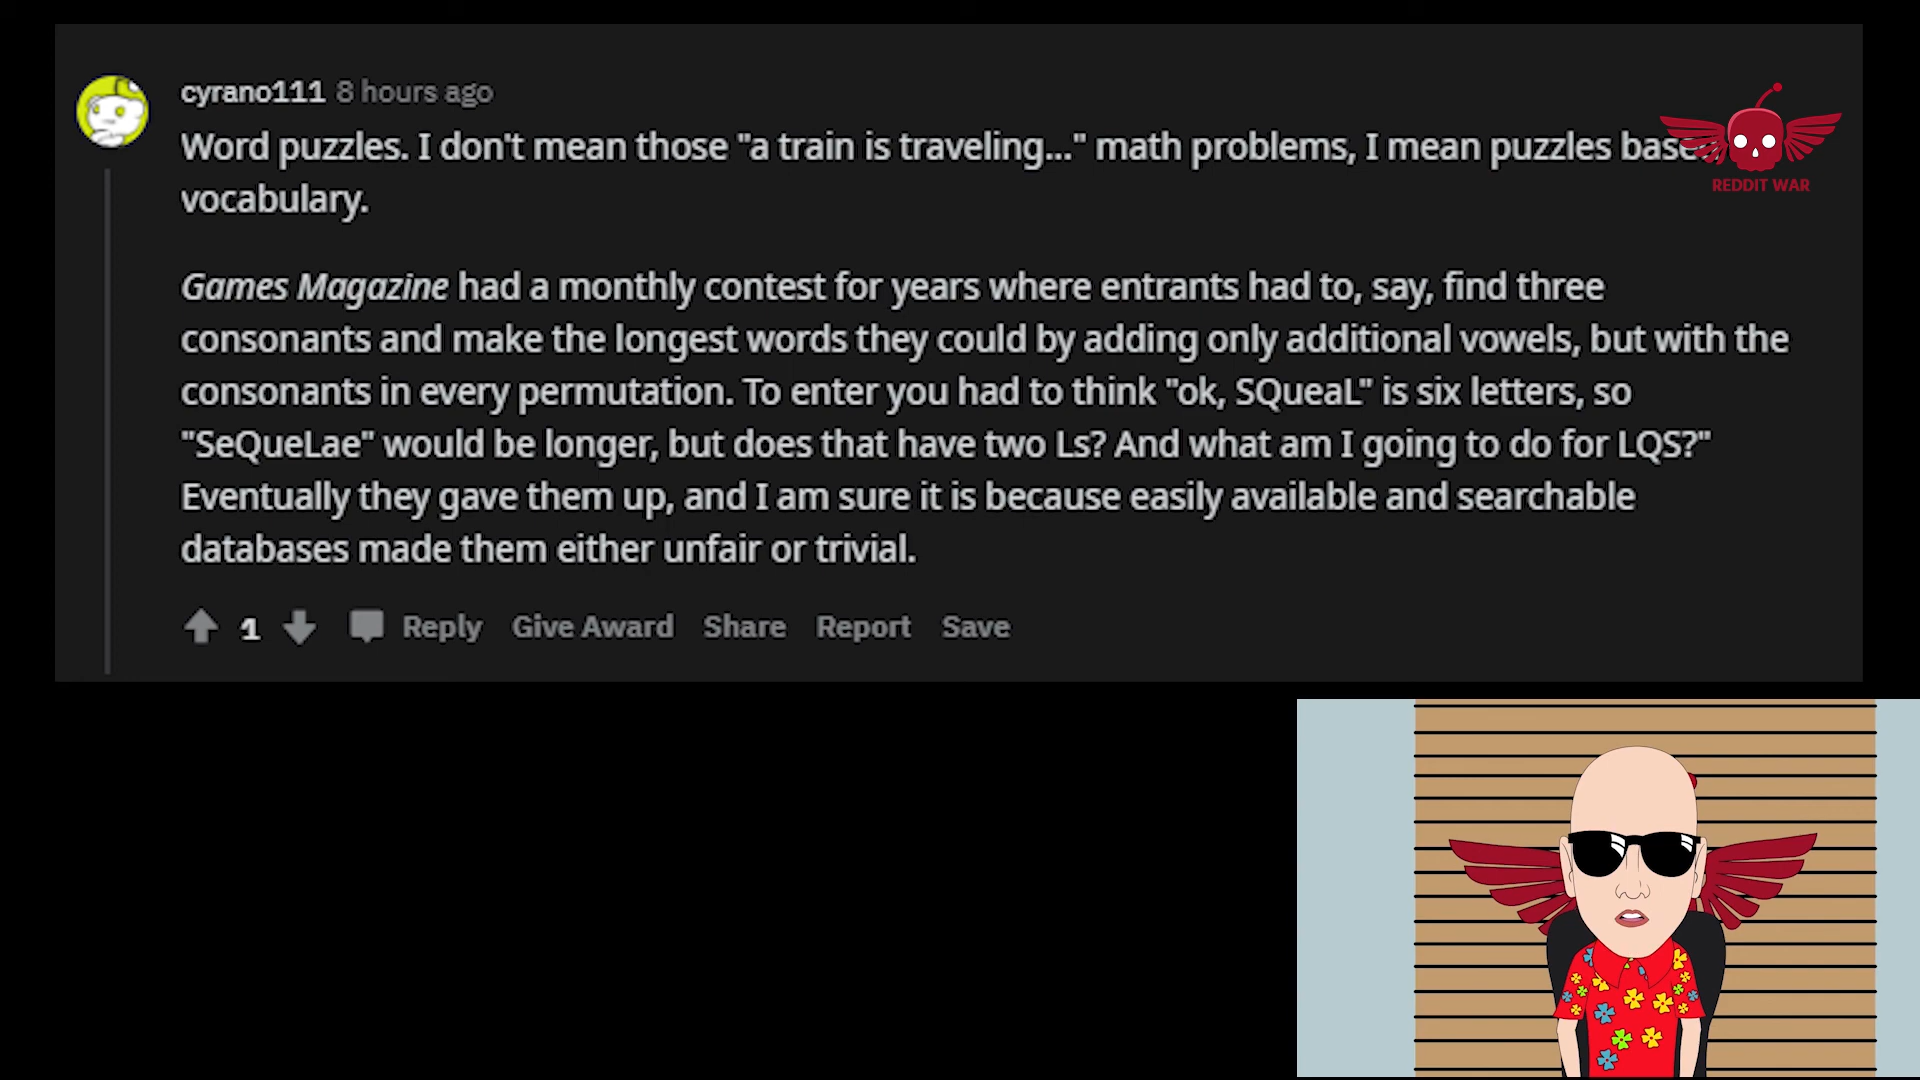 cyrano111 8 hours ago
Word puzzles. I don't mean those "a train is traveling..." math problems, I mean puzzles
vocabulary.
Games Magazine had a monthly contest for years where entrants had to, say, find three
consonants and make the longest words they could by adding only additional vowels, but with the
consonants in every permutation. To enter you had to think "ok, SQueaL" is six letters, so
"SeQueLae" would be longer, but does that have two Ls? And what am I going to do for LQS?"
Eventually they gave them up, and I am sure it is because easily available and searchable
databases made them either unfair or trivial.
1 Reply Give Award Share Report Save
REDDIT WAR